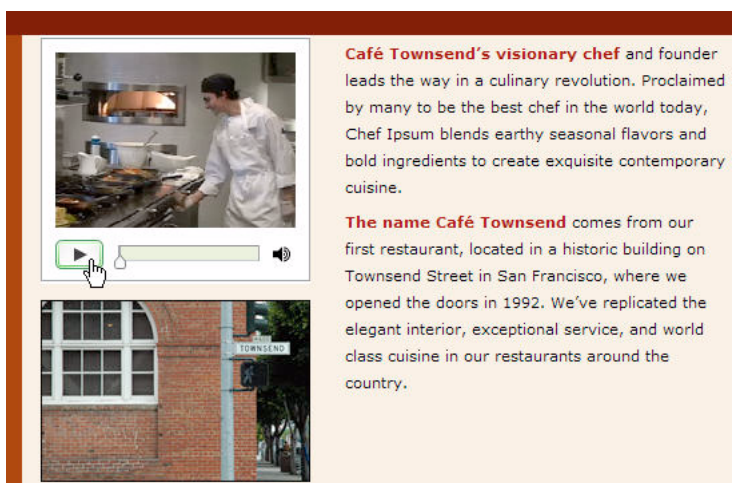 Café Townsend’s visionary chef and founder
leads the way in a culinary revolution. Proclaimed
by many to be the best chef in the world today,
Chef Ipsum blends earthy seasonal flavors and
bold ingredients to create exquisite contemporary
cuisine.
The name Café Townsend comes from our
first restaurant, located in a historic building on
Townsend Street in San Francisco, where we
opened the doors in 1992. We’ve replicated the
elegant interior, exceptional service, and world
class cuisine in our restaurants around the
country.
TOWNSEND